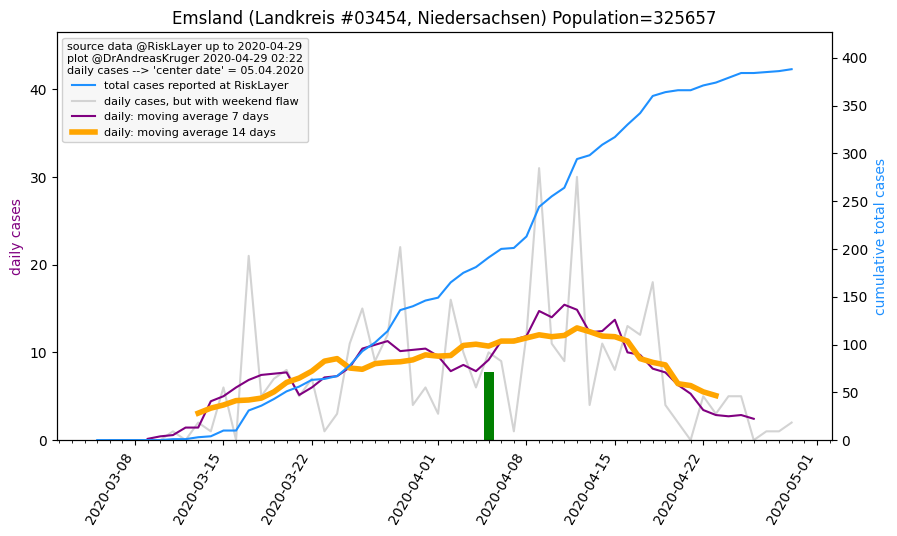 Emsland (Landkreis #03454, Niedersachsen) Population=325657
source data @RiskLayer up to 2020-04-29
plot @DrAndreasKruger 2020-04-29 02:22
daily cases --> 'center date' = 05.04.2020
total cases reported at RiskLayer
daily cases, but with weekend flaw
daily: moving average 7 days
daily: moving average 14 days
daily cases
40
30
20
10
0
cumulative total cases
400
350
300
250
200
150
100
50
0
2020-03-08
2020-03-15
2020-03-22
2020-04-01
2020-04-08
2020-04-15
2020-04-22
2020-05-01